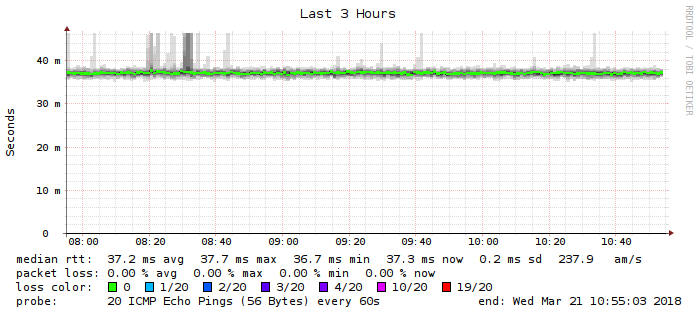 Last 3 Hours
RRDTOOL / TOBI OETIKER
Seconds
40 m
30 m
20 m
10 m
0
08:00 08:20 08:40 09:00 09:20 09:40 10:00 10:20 10:40
median rtt: 37.2 ms avg 37.7 ms max 36.7 ms min 37.3 ms now 0.2 ms sd 237.9 am/s
packet loss: 0.00 % avg 0.00 % max 0.00 % min 0.00 % now
loss color: 0 1/20 2/20 3/20 4/20 10/20 19/20
probe: 20 ICMP Echo Pings (56 Bytes) every 60s end: Wed Mar 21 10:55:03 2018